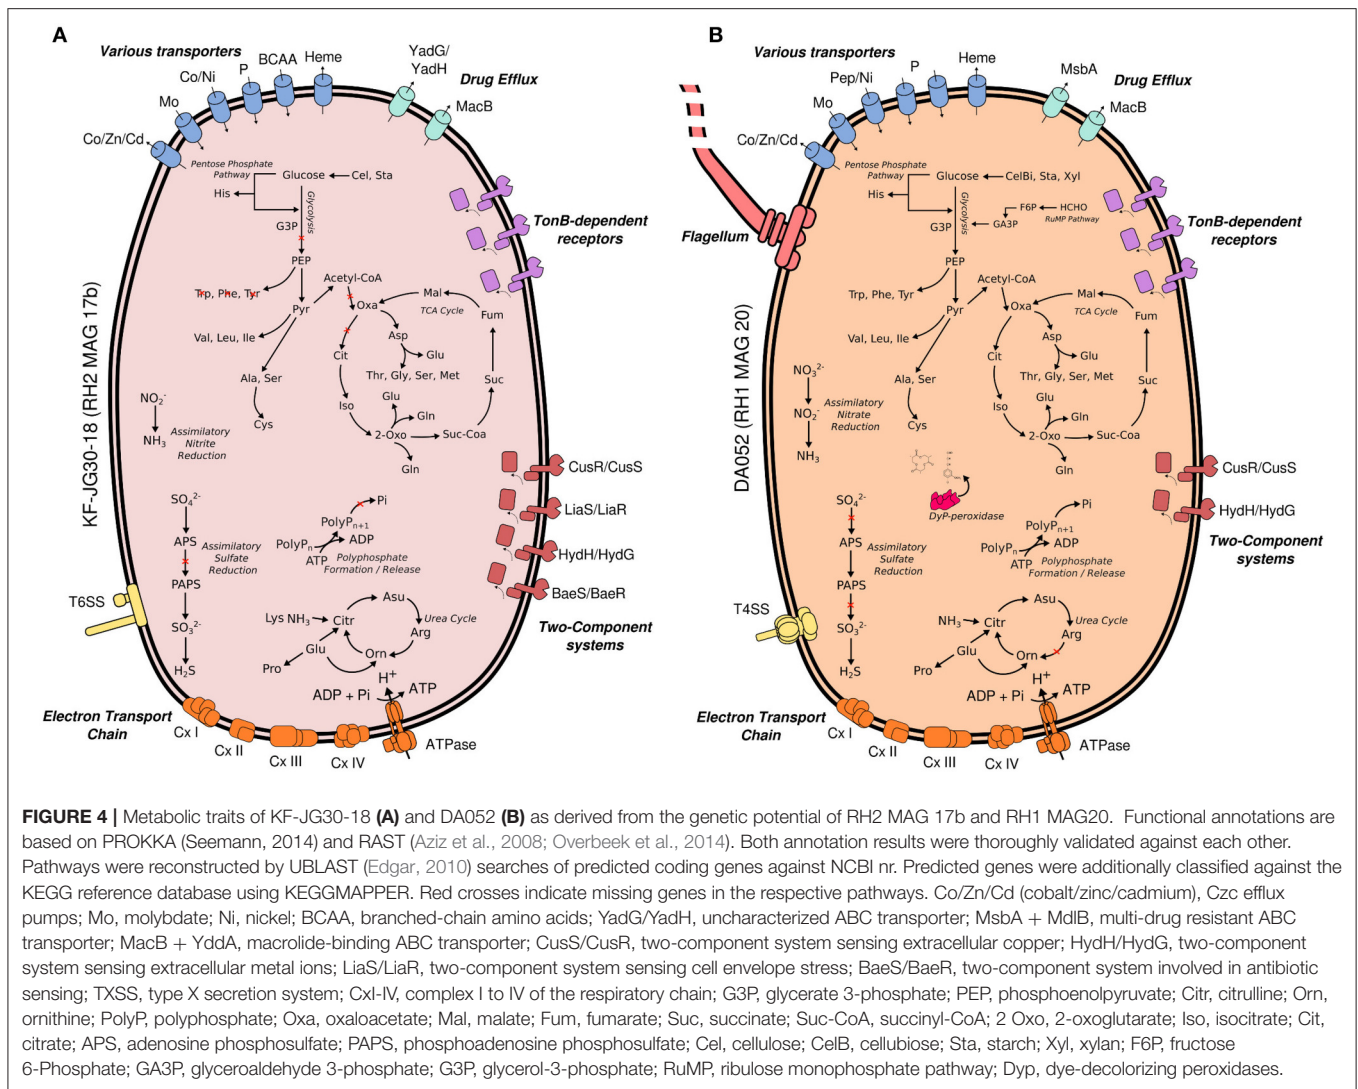 A
Various transporters
Co/Zn/Cd
Mo
Co/Ni
P
BCAA
Heme
YadG/
YadH
Drug Efflux
MacB
Pentose Phosphate
Pathway
Glucose
Cel, Sta
His
Glycolysis
G3P
TonB-dependent
receptors
PEP
Trp, Phe, Tyr
Acetyl-CoA
Pyr
Oxa
Mal
TCA Cycle
Fum
Val, Leu, Ile
Asp
Cit
Glu
Thr, Gly, Ser, Met
Ala, Ser
Suc
Glu
Iso
Gln
Cys
2-Oxo
Suc-Coa
Gln
NO2-
NH3
Assimilatory
Nitrite
Reduction
KF-JG30-18 (RH2 MAG 17b)
CusR/CusS
LiaS/LiaR
HydH/HydG
BaeS/BaeR
Two-Component
systems
SO42-
APS
PAPS
SO32-
H2S
Assimilatory
Sulfate
Reduction
Pi
PolyPn+1
PolyPn
ADP
ATP
Polyphosphate
Formation / Release
T6SS
Asu
Lys NH3
Citr
Urea Cycle
Arg
Glu
Orn
Pro
H+
ADP + Pi
ATP
Electron Transport
Chain
Cx I
Cx II
Cx III
Cx IV
ATPase
B
Various transporters
Co/Zn/Cd
Mo
Pep/Ni
P
Heme
MsbA
Drug Efflux
MacB
Flagellum
Pentose Phosphate
Pathway
Glucose
CelBi, Sta, Xyl
His
Glycolysis
G3P
F6P
HCHO
GA3P
RuMP Pathway
TonB-dependent
receptors
PEP
Trp, Phe, Tyr
Acetyl-CoA
Pyr
Oxa
Mal
TCA Cycle
Fum
Val, Leu, Ile
Asp
Cit
Glu
Thr, Gly, Ser, Met
Ala, Ser
Suc
Glu
Iso
Gln
Cys
2-Oxo
Suc-Coa
Gln
NO32-
NO2-
NH3
Assimilatory
Nitrate
Reduction
DA052 (RH1 MAG 20)
DyP-peroxidase
CusR/CusS
HydH/HydG
Two-Component
systems
SO42-
APS
PAPS
SO32-
H2S
Assimilatory
Sulfate
Reduction
Pi
PolyPn+1
PolyPn
ADP
ATP
Polyphosphate
Formation / Release
T4SS
Asu
NH3
Citr
Urea Cycle
Arg
Glu
Orn
Pro
H+
ADP + Pi
ATP
Electron Transport
Chain
Cx I
Cx II
Cx III
Cx IV
ATPase
FIGURE 4 | Metabolic traits of KF-JG30-18 (A) and DA052 (B) as derived from the genetic potential of RH2 MAG 17b and RH1 MAG20. Functional annotations are
based on PROKKA (Seemann, 2014) and RAST (Aziz et al., 2008; Overbeek et al., 2014). Both annotation results were thoroughly validated against each other.
Pathways were reconstructed by UBLAST (Edgar, 2010) searches of predicted coding genes against NCBI nr. Predicted genes were additionally classified against the
KEGG reference database using KEGGMAPPER. Red crosses indicate missing genes in the respective pathways. Co/Zn/Cd (cobalt/zinc/cadmium), Czc efflux
pumps; Mo, molybdate; Ni, nickel; BCAA, branched-chain amino acids; YadG/YadH, uncharacterized ABC transporter; MsbA + MdlB, multi-drug resistant ABC
transporter; MacB + YddA, macrolide-binding ABC transporter; CusS/CusR, two-component system sensing extracellular copper; HydH/HydG, two-component
system sensing extracellular metal ions; LiaS/LiaR, two-component system sensing cell envelope stress; BaeS/BaeR, two-component system involved in antibiotic
sensing; TXSS, type X secretion system; CxI-IV, complex I to IV of the respiratory chain; G3P, glycerate 3-phosphate; PEP, phosphoenolpyruvate; Citr, citrulline; Orn,
ornithine; PolyP, polyphosphate; Oxa, oxaloacetate; Mal, malate; Fum, fumarate; Suc, succinate; Suc-CoA, succinyl-CoA; 2 Oxo, 2-oxoglutarate; Iso, isocitrate; Cit,
citrate; APS, adenosine phosphosulfate; PAPS, phosphoadenosine phosphosulfate; Cel, cellulose; CelB, cellubiose; Sta, starch; Xyl, xylan; F6P, fructose
6-Phosphate; GA3P, glyceroaldehyde 3-phosphate; G3P, glycerol-3-phosphate; RuMP, ribulose monophosphate pathway; Dyp, dye-decolorizing peroxidases.